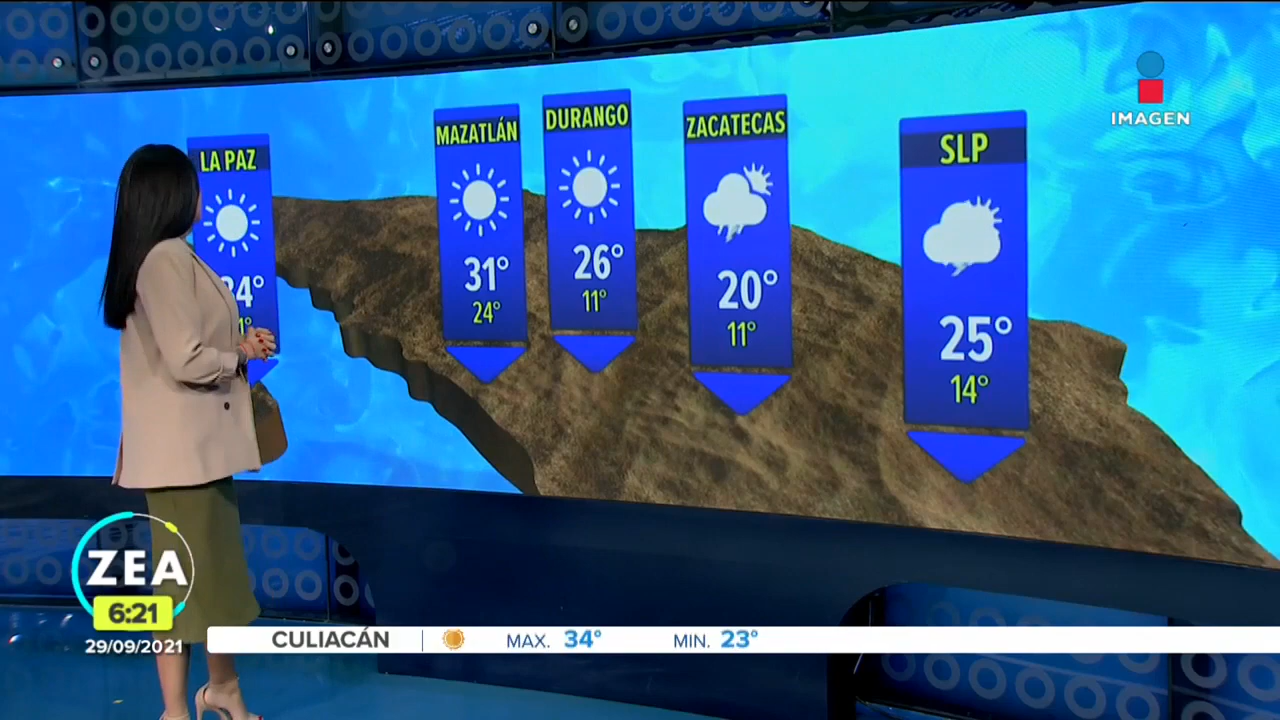 IMAGEN
LA PAZ
MAZATLÁN
31°
24°
DURANGO
26°
11°
ZACATECAS
20°
11°
SLP
25°
14°
ZEA
6:21
29/09/2021
CULIACÁN MAX. 34° MIN. 23°